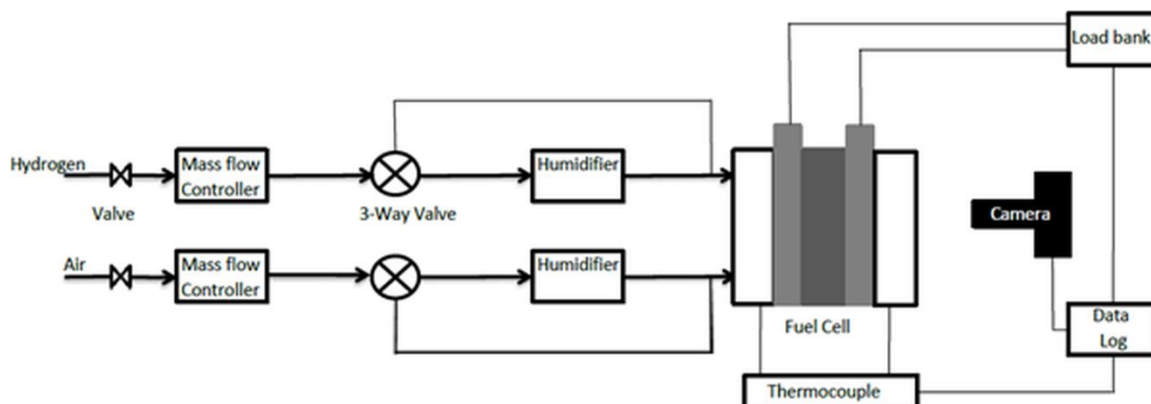 Load bank
Hydrogen
Mass flow
Controller
Humidifier
Valve
3-Way Valve
Camera
Air
Mass flow
Controller
Humidifier
Fuel Cell
Data
Log
Thermocouple